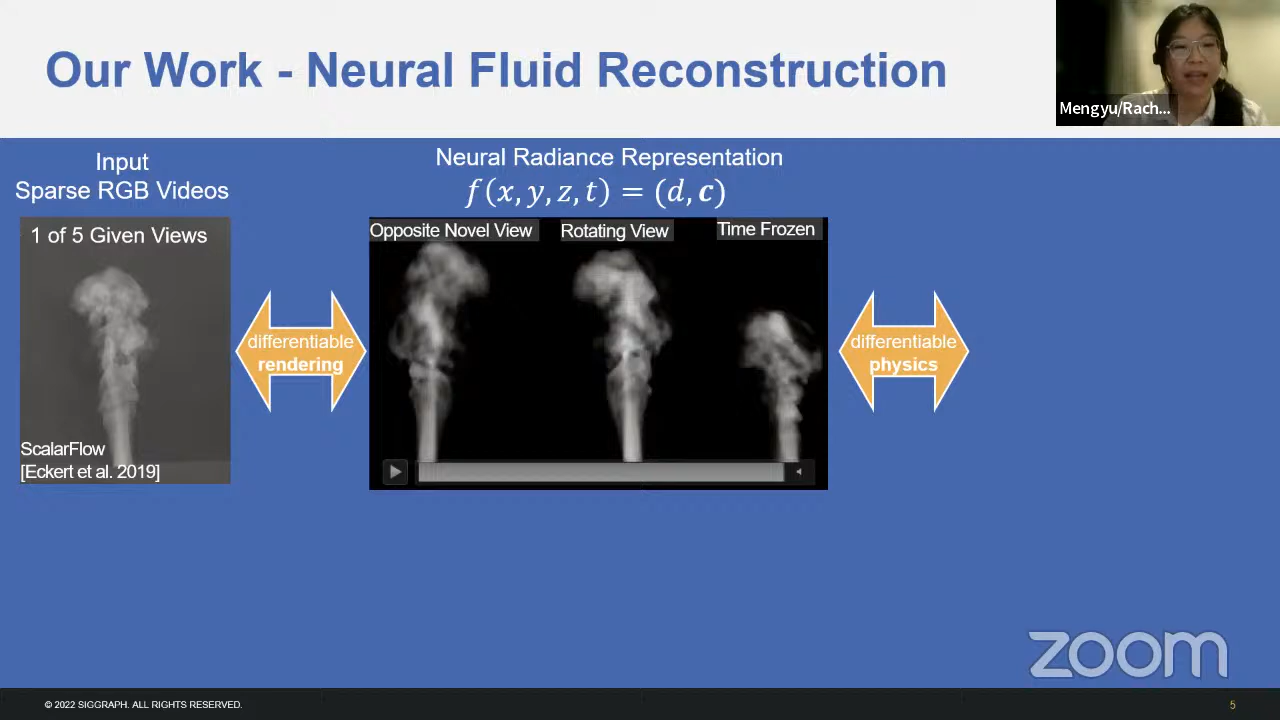 Our Work - Neural Fluid Reconstruction
Mengyu/Rach...
Input
Sparse RGB Videos
Neural Radiance Representation
f(x, y, z, t) = (d, c)
1 of 5 Given Views
Opposite Novel View
Rotating View
Time Frozen
differentiable
rendering
differentiable
physics
ScalarFlow
[Eckert et al. 2019]
zoom
© 2022 SIGGRAPH. ALL RIGHTS RESERVED.
5